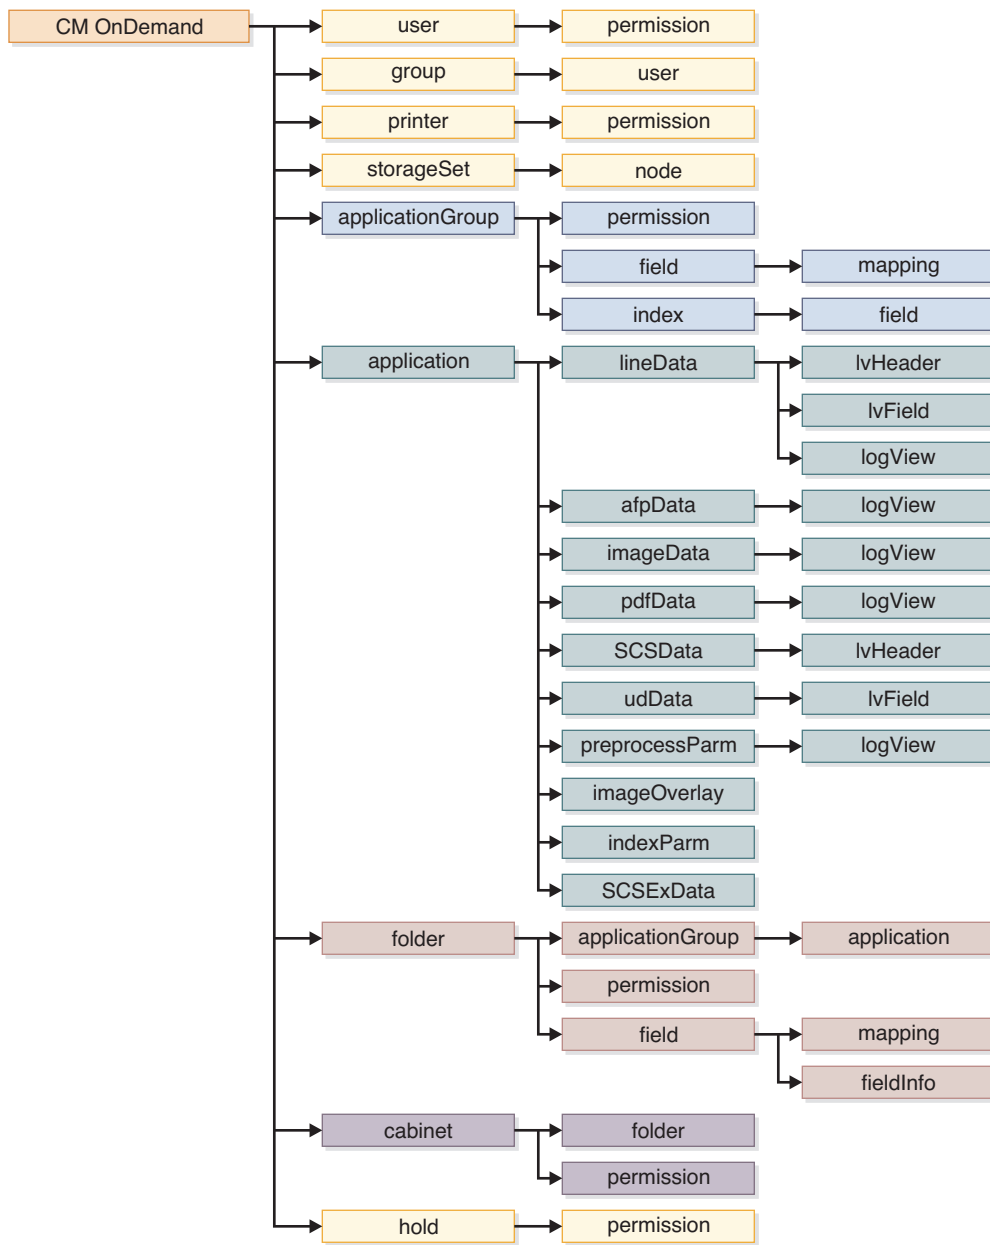 CM OnDemand
user
permission
group
user
printer
permission
storageSet
node
applicationGroup
permission
field
mapping
index
field
application
lineData
lvHeader
lvField
logView
afpData
logView
imageData
logView
pdfData
logView
SCSData
lvHeader
udData
lvField
preprocessParm
logView
imageOverlay
indexParm
SCSExData
folder
applicationGroup
application
permission
field
mapping
fieldInfo
cabinet
folder
permission
hold
permission